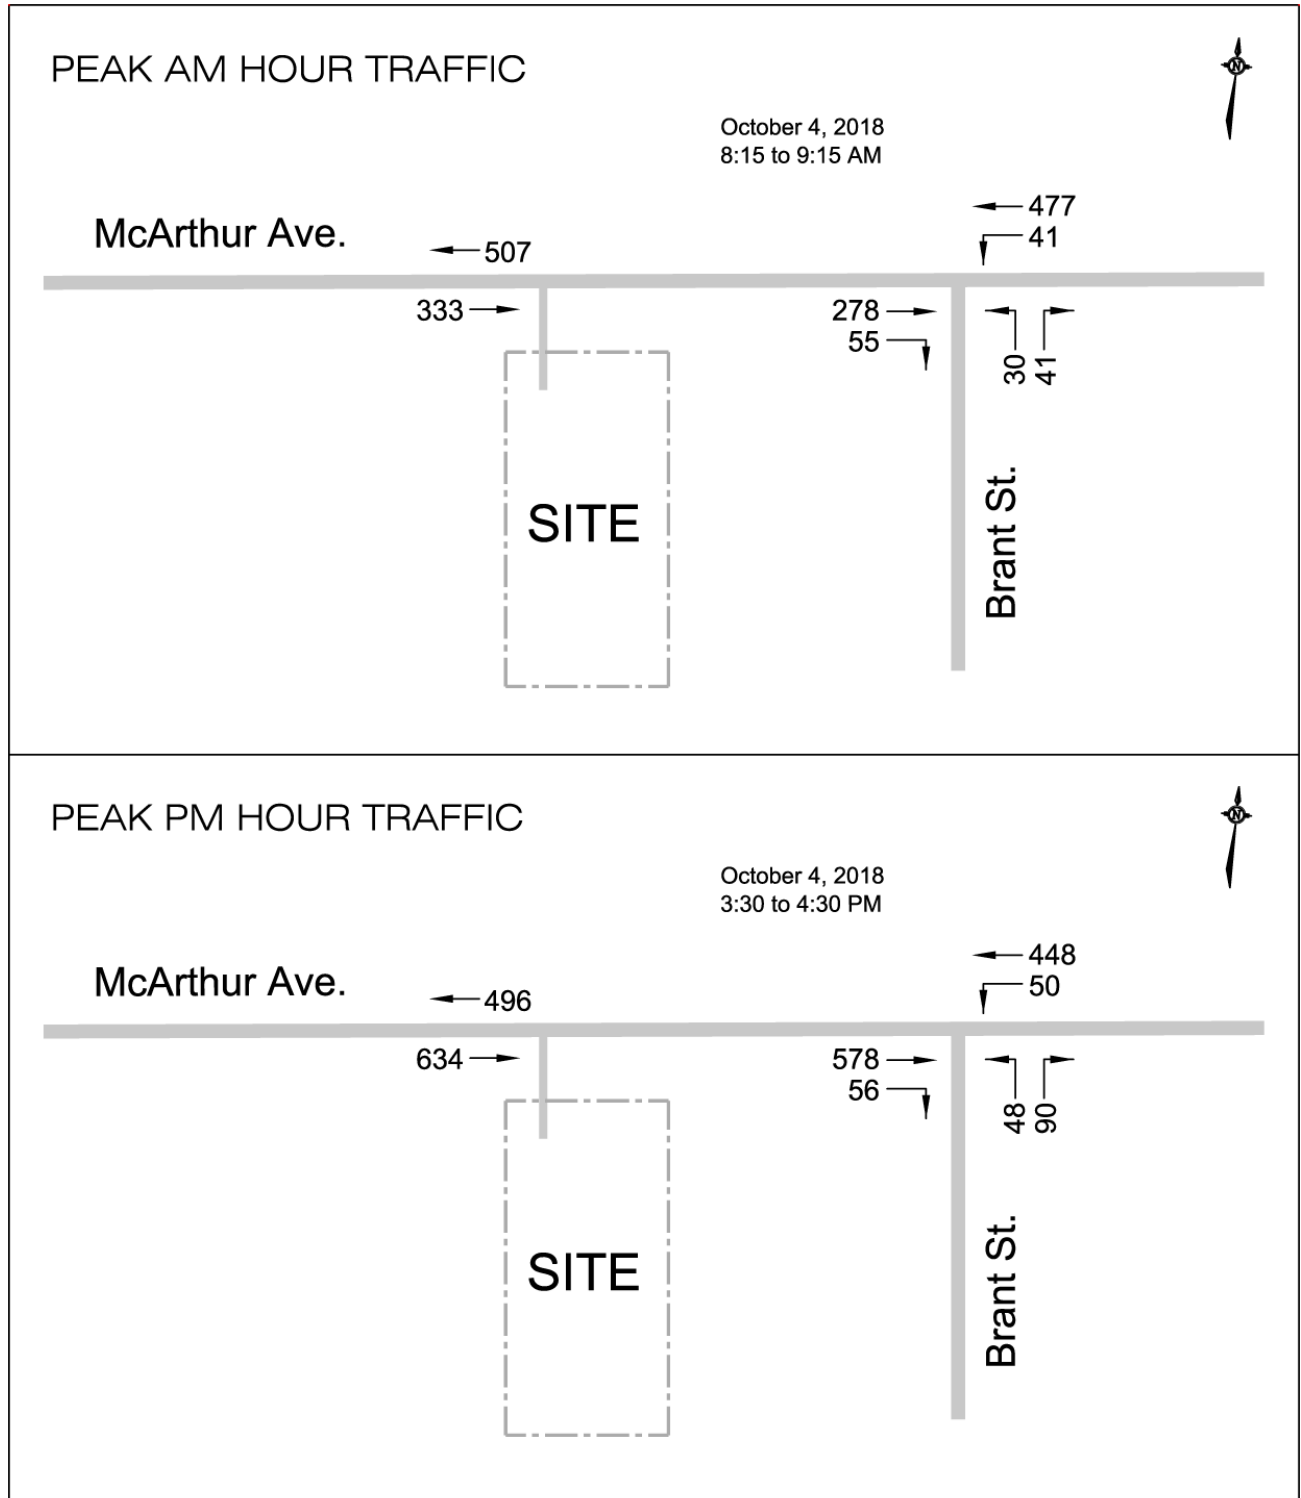 PEAK AM HOUR TRAFFIC
N
October 4, 2018
8:15 to 9:15 AM
477
McArthur Ave.
507
41
333
278
55
30
41
SITE
Brant St.
PEAK PM HOUR TRAFFIC
N
October 4, 2018
3:30 to 4:30 PM
448
McArthur Ave.
496
50
634
578
56
48
90
SITE
Brant St.